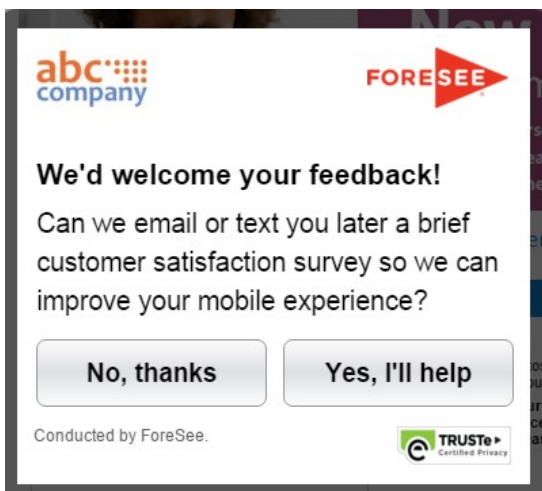 Now
abc
company
FORESEE
We'd welcome your feedback!
Can we email or text you later a brief
customer satisfaction survey so we can
improve your mobile experience?
No, thanks
Yes, I'll help
Conducted by ForeSee.
TRUSTe
Certified Privacy